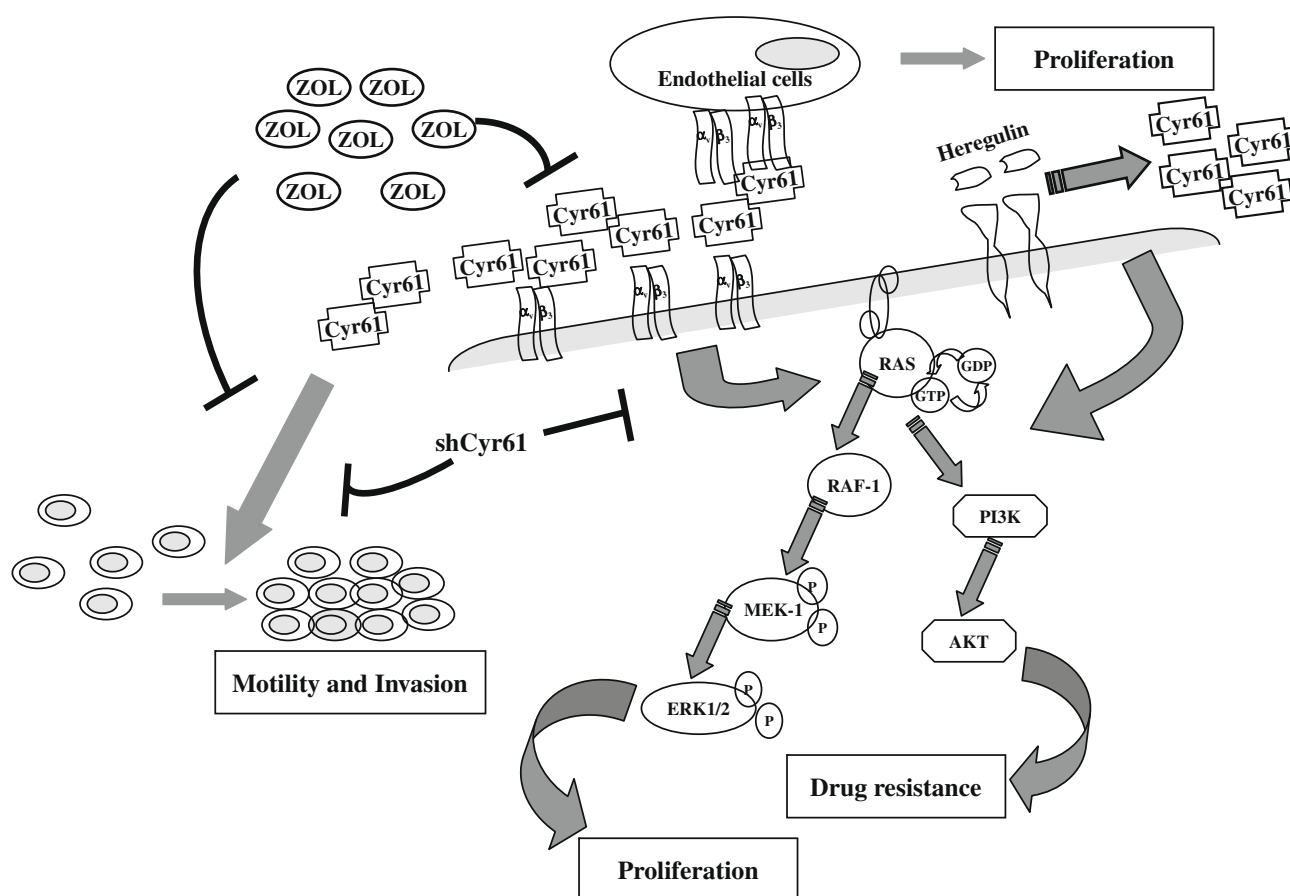 Endothelial cells
Proliferation
ZOL
ZOL
ZOL
ZOL
ZOL
ZOL
ZOL
αv β3
αv β3
Heregulin
Cyr61
Cyr61
Cyr61
Cyr61
Cyr61
Cyr61
Cyr61
Cyr61
Cyr61
Cyr61
Cyr61
Cyr61
αv β3
αv β3
αv β3
RAS
GDP
GTP
shCyr61
RAF-1
PI3K
MEK-1
P
P
AKT
Motility and Invasion
ERK1/2
P
P
Drug resistance
Proliferation